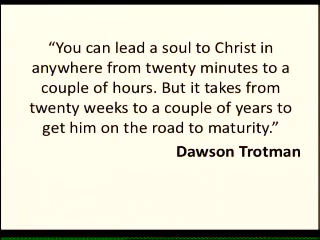 “You can lead a soul to Christ in
anywhere from twenty minutes to a
couple of hours. But it takes from
twenty weeks to a couple of years to
get him on the road to maturity.”
Dawson Trotman